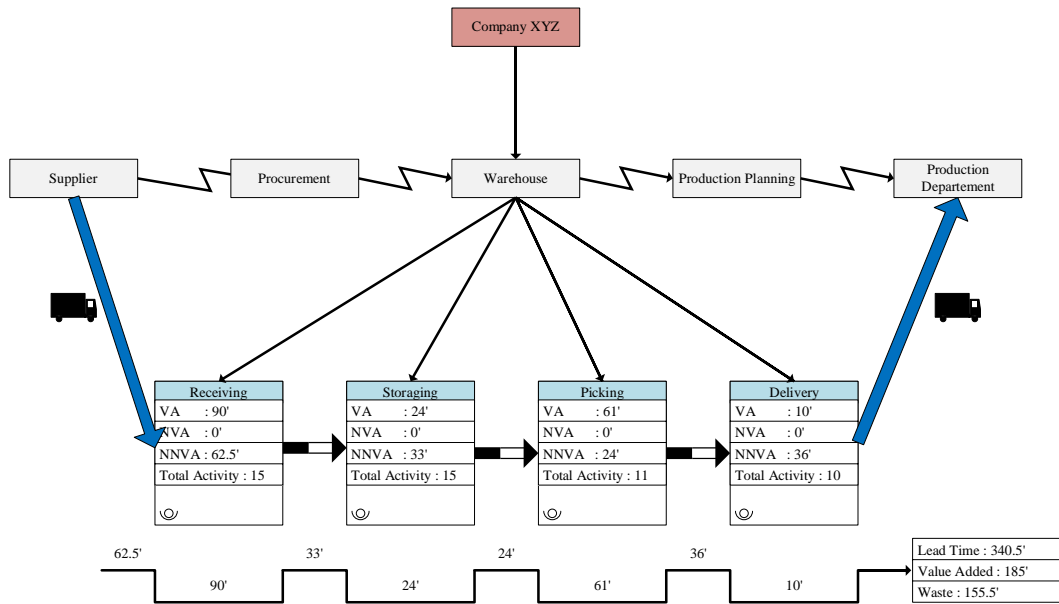 Company XYZ
Supplier
Procurement
Warehouse
Production Planning
Production
Departement
Receiving
VA : 90'
NVA : 0'
NNVA : 62.5'
Total Activity : 15
Storaging
VA : 24'
NVA : 0'
NNVA : 33'
Total Activity : 15
Picking
VA : 61'
NVA : 0'
NNVA : 24'
Total Activity : 11
Delivery
VA : 10'
NVA : 0'
NNVA : 36'
Total Activity : 10
62.5'
90'
33'
24'
24'
61'
36'
10'
Lead Time : 340.5'
Value Added : 185'
Waste : 155.5'